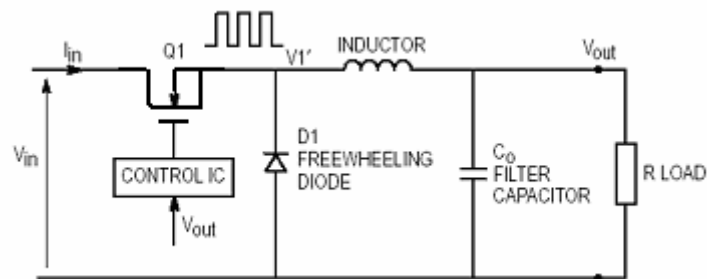 Iin
Q1
V1'
INDUCTOR
Vout
Vin
CONTROL IC
Vout
D1
FREEWHEELING
DIODE
Co
FILTER
CAPACITOR
R LOAD